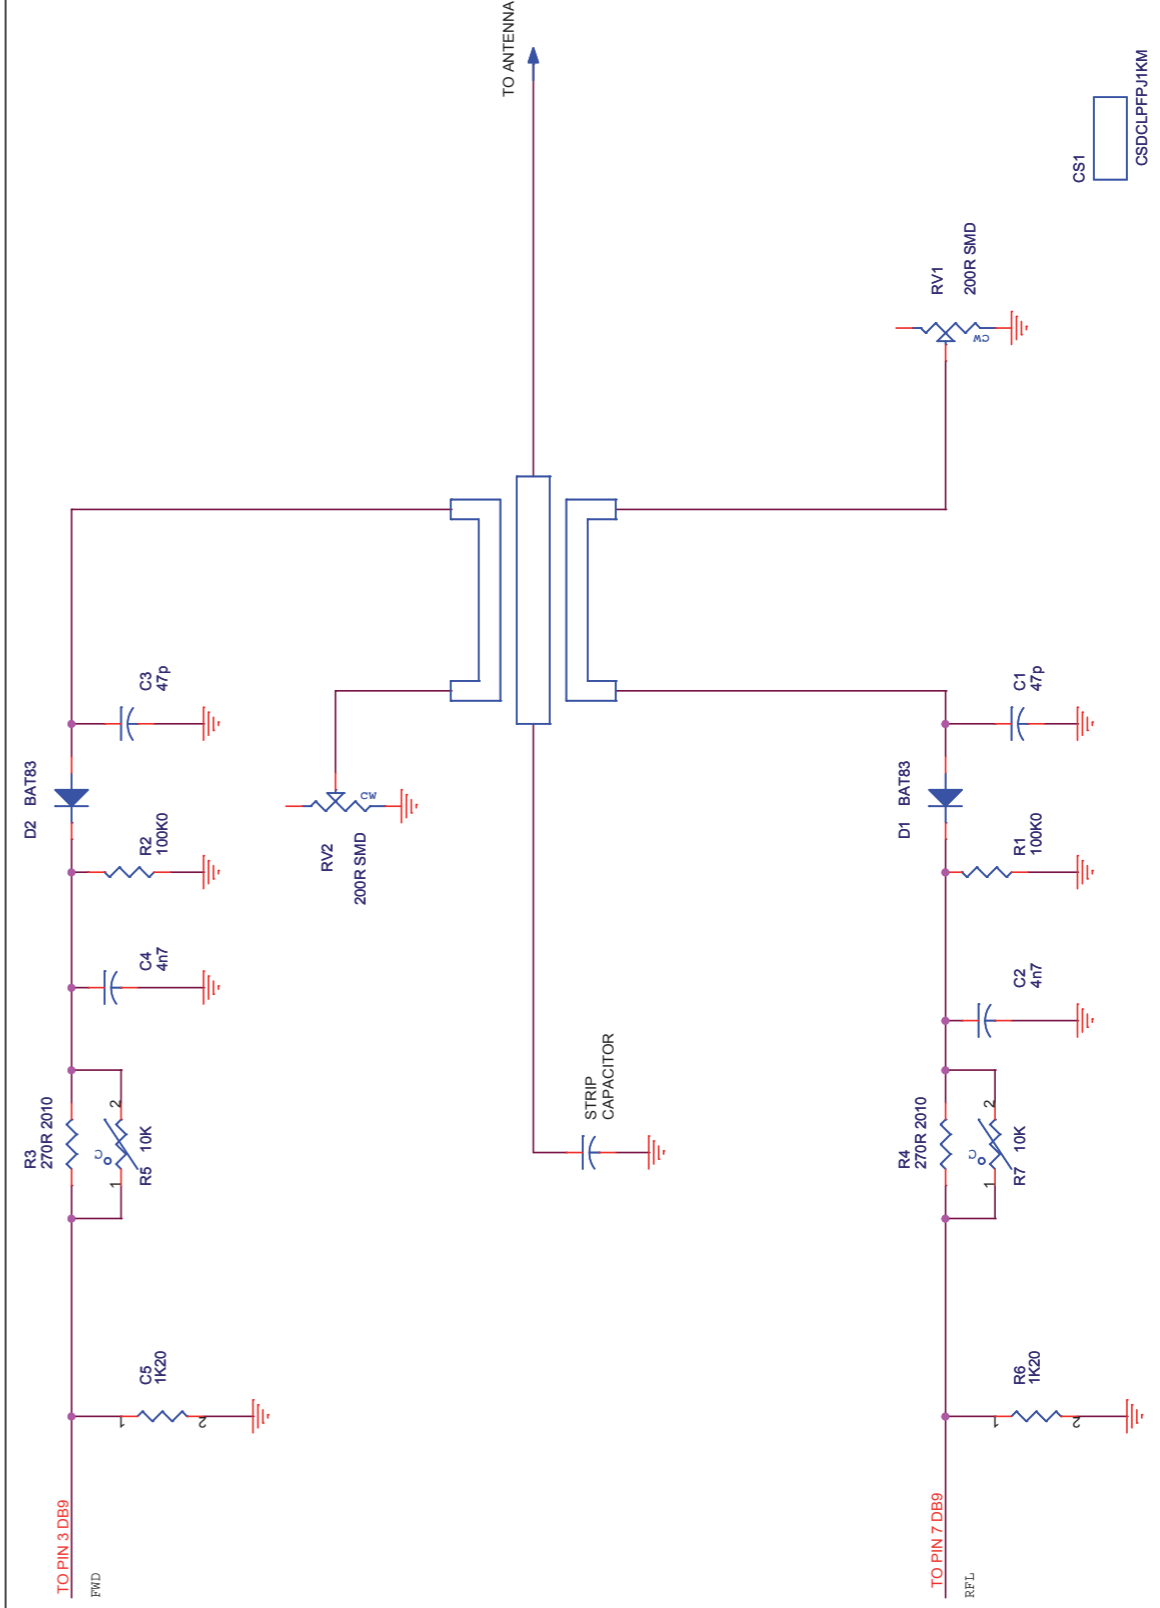 TO ANTENNA
CS1
CSDCLPFPJ1KM
RV1
200R SMD
CW
C3
47p
D2 BAT83
R2
100K0
RV2
200R SMD
CW
C4
4n7
R3
270R 2010
C
1
2
R5 10K
C5
1K20
1
2
TO PIN 3 DB9
FWD
STRIP
CAPACITOR
C1
47p
D1 BAT83
R1
100K0
C2
4n7
R4
270R 2010
C
1
2
R7 10K
R6
1K20
1
2
TO PIN 7 DB9
RFL